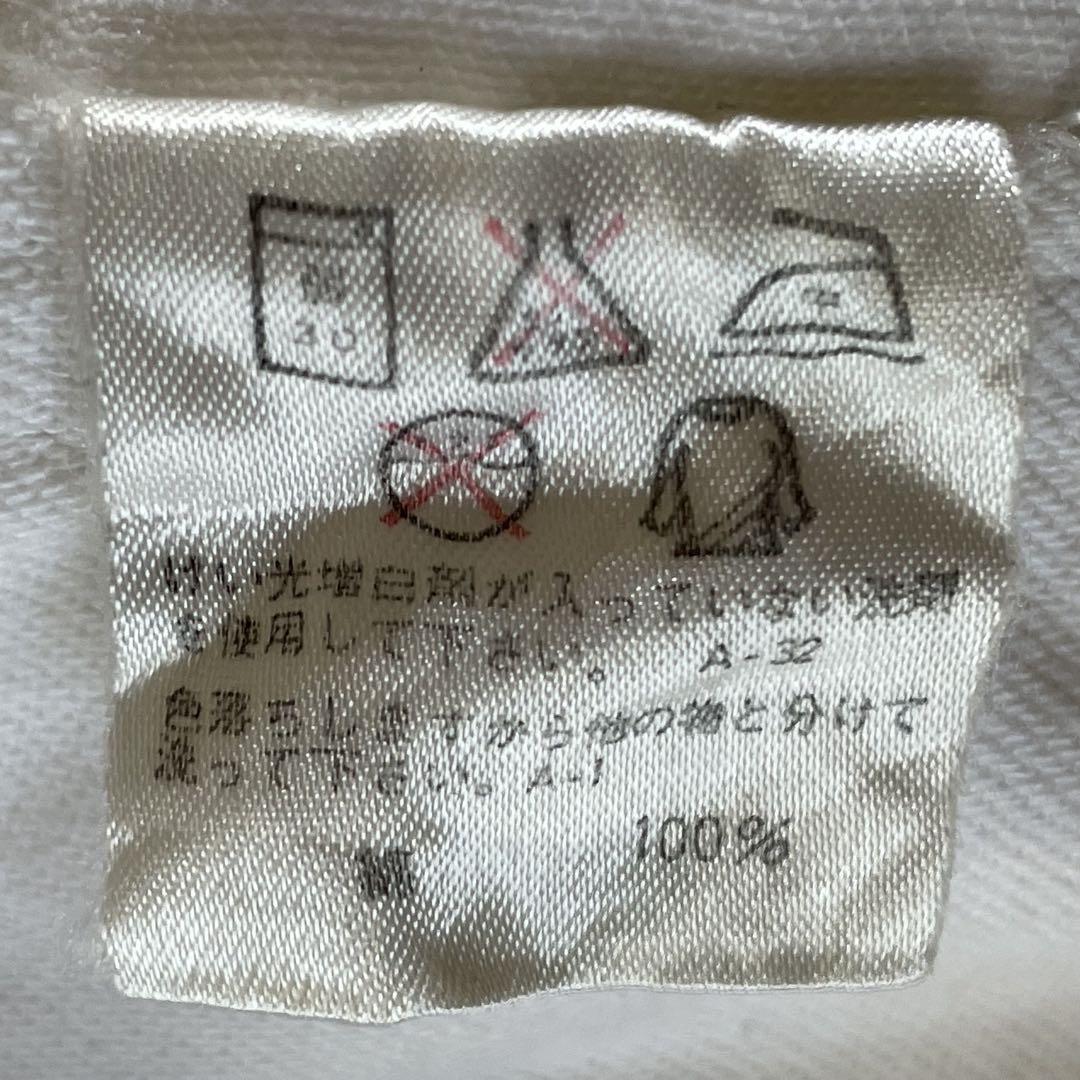 30
けい光増白剤が入っていない洗剤
を使用して下さい。 A-32
色落ちしますから他の物と分けて
洗って下さい。A-1
綿 100%